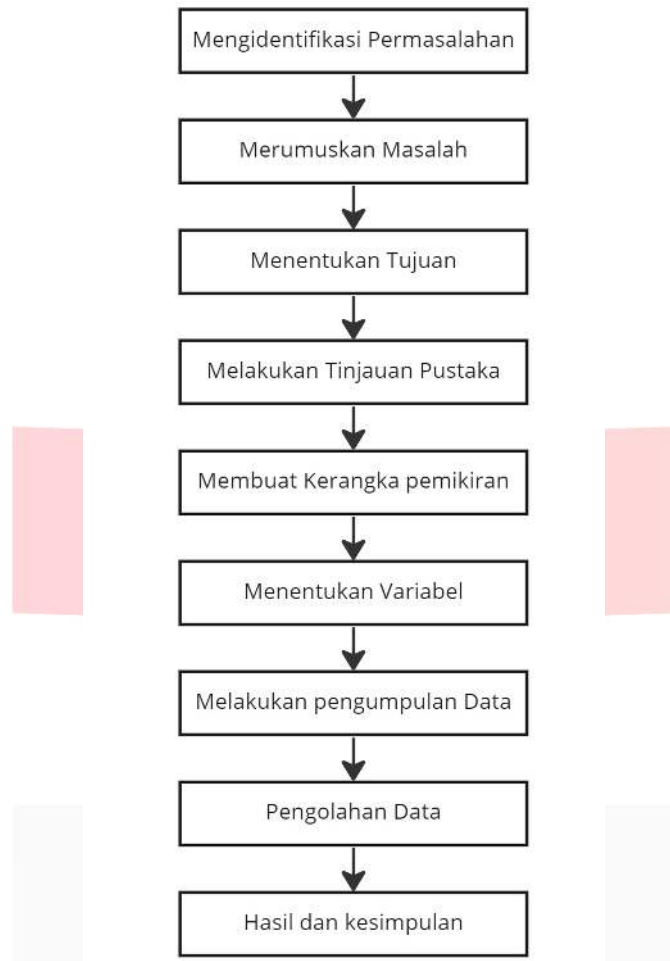 Mengidentifikasi Permasalahan
Merumuskan Masalah
Menentukan Tujuan
Melakukan Tinjauan Pustaka
Membuat Kerangka pemikiran
Menentukan Variabel
Melakukan pengumpulan Data
Pengolahan Data
Hasil dan kesimpulan